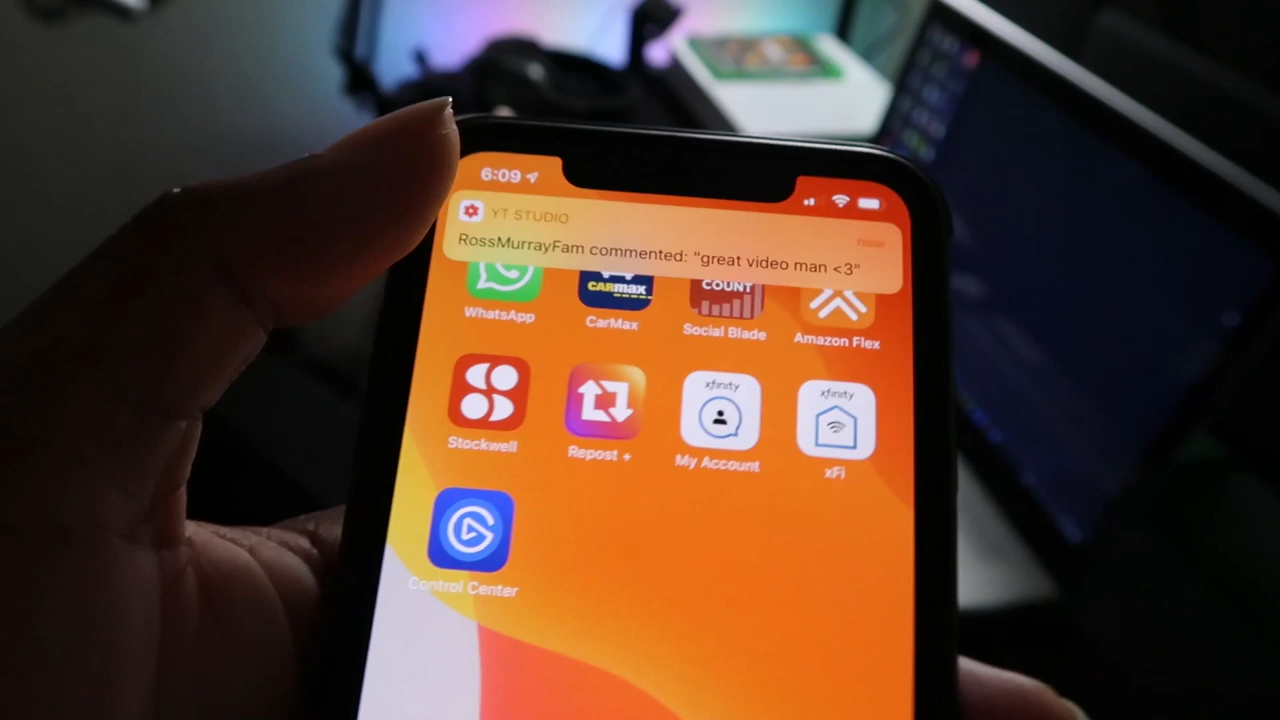 6:09
YT STUDIO
now
RossMurrayFam commented: "great video man <3"
CARMAX
COUNT
WhatsApp
CarMax
Social Blade
Amazon Flex
xfinity
xfinity
Stockwell
Repost +
My Account
xFi
Control Center